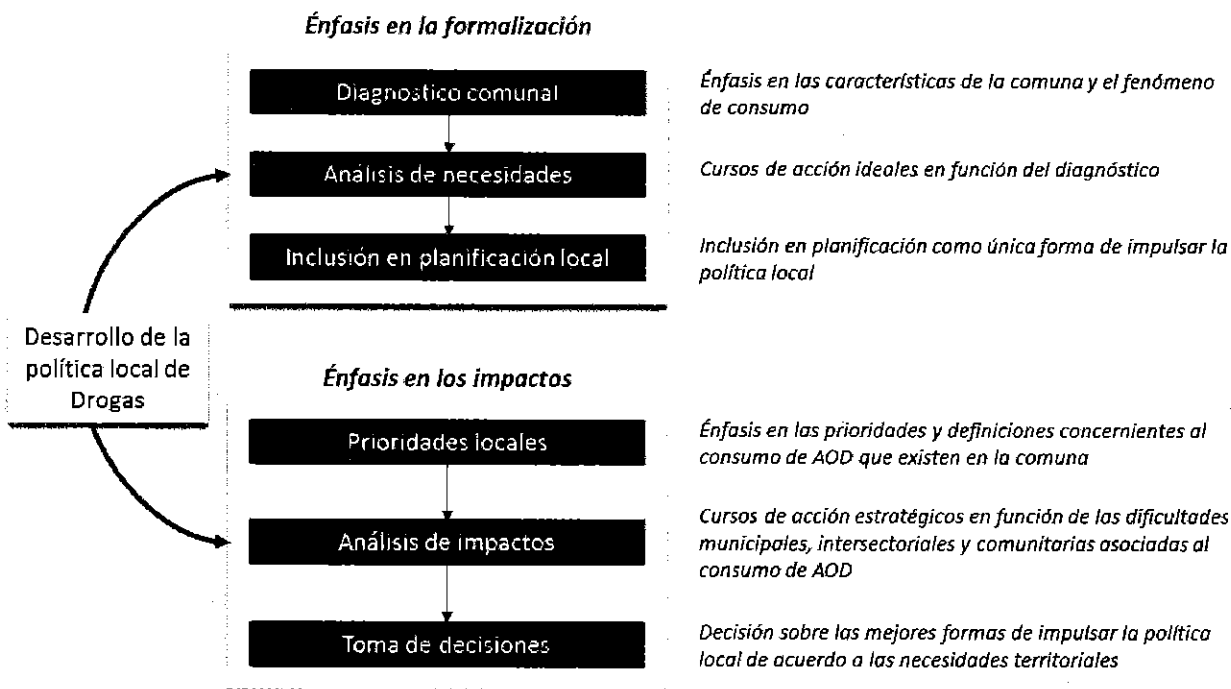 Énfasis en la formalización
Diagnostico comunal
Énfasis en las características de la comuna y el fenómeno
de consumo
Análisis de necesidades
Cursos de acción ideales en función del diagnóstico
Inclusión en planificación local
Inclusión en planificación como única forma de impulsar la
política local
Desarrollo de la
política local de
Drogas
Énfasis en los impactos
Prioridades locales
Énfasis en las prioridades y definiciones concernientes al
consumo de AOD que existen en la comuna
Análisis de impactos
Cursos de acción estratégicos en función de las dificultades
municipales, intersectoriales y comunitarias asociadas al
consumo de AOD
Toma de decisiones
Decisión sobre las mejores formas de impulsar la política
local de acuerdo a las necesidades territoriales